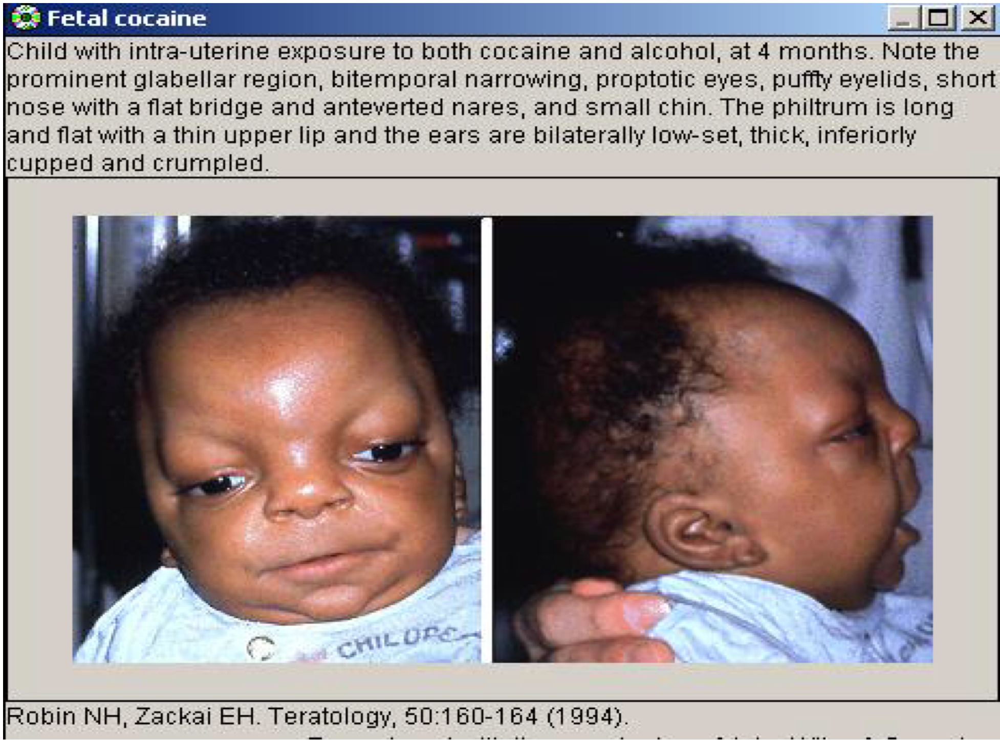 Fetal cocaine
Child with intra-uterine exposure to both cocaine and alcohol, at 4 months. Note the
prominent glabellar region, bitemporal narrowing, proptotic eyes, puffty eyelids, short
nose with a flat bridge and anteverted nares, and small chin. The philtrum is long
and flat with a thin upper lip and the ears are bilaterally low-set, thick, inferiorly
cupped and crumpled.
Robin NH, Zackai EH. Teratology, 50:160-164 (1994).